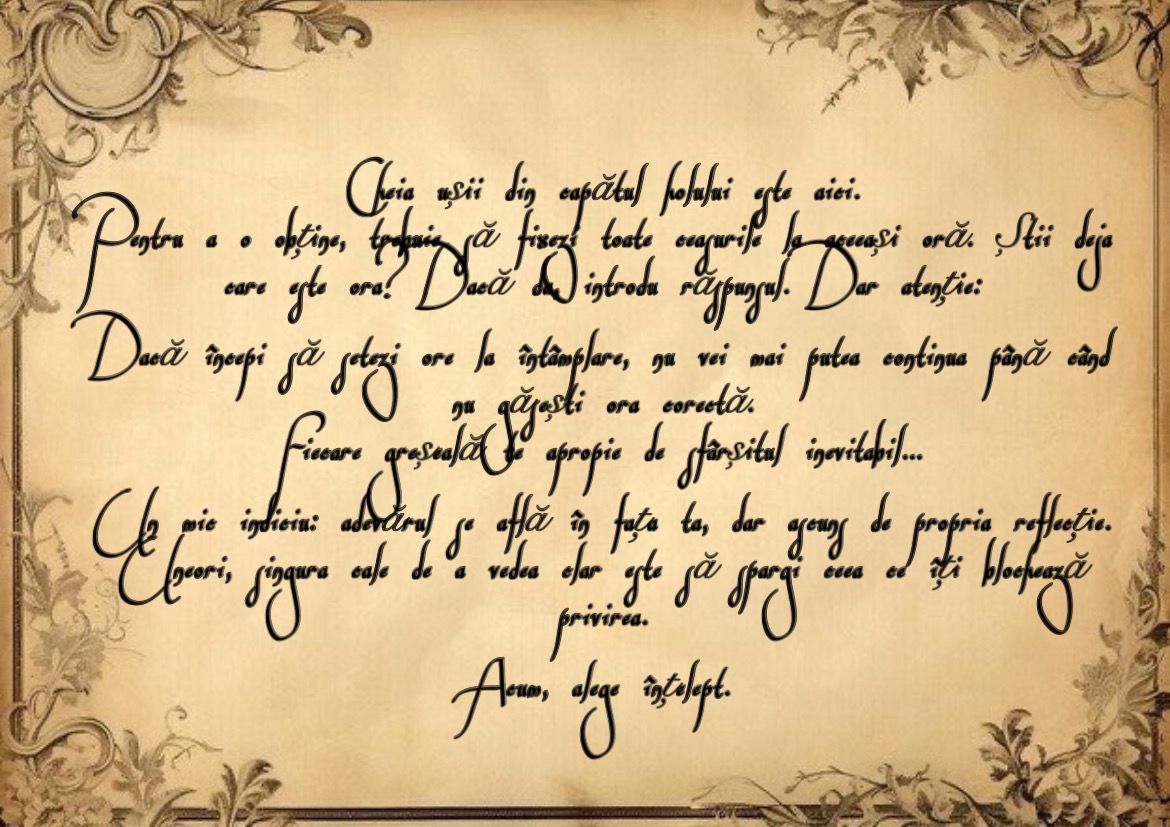 Cheia ușii din capătul holului este aici.
Pentru a o obține, trebuie să fixezi toate ceasurile la aceeași oră. Știi deja
care este ora? Dacă da, introdu răspunsul. Dar atenție:
Dacă începi să setezi ore la întâmplare, nu vei mai putea continua până când
nu găsești ora corectă.
Fiecare greșeală te apropie de sfârșitul inevitabil...
Un mic indiciu: adevărul se află în fața ta, dar ascuns de propria reflecție.
Uneori, singura cale de a vedea clar este să spargi ceea ce îți blochează
privirea.
Acum, alege înțelept.